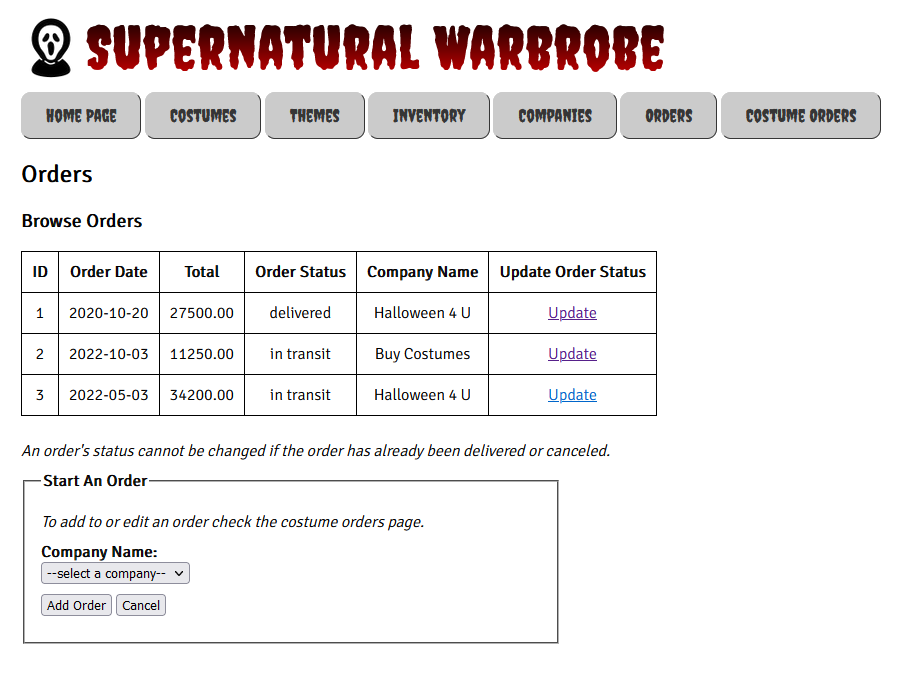 SUPERNATURAL WARBROBE
HOME PAGE COSTUMES THEMES INVENTORY COMPANIES ORDERS COSTUME ORDERS
Orders
Browse Orders
ID Order Date Total Order Status Company Name Update Order Status
1 2020-10-20 27500.00 delivered Halloween 4 U Update
2 2022-10-03 11250.00 in transit Buy Costumes Update
3 2022-05-03 34200.00 in transit Halloween 4 U Update
An order's status cannot be changed if the order has already been delivered or canceled.
Start An Order
To add to or edit an order check the costume orders page.
Company Name:
--select a company--
Add Order Cancel